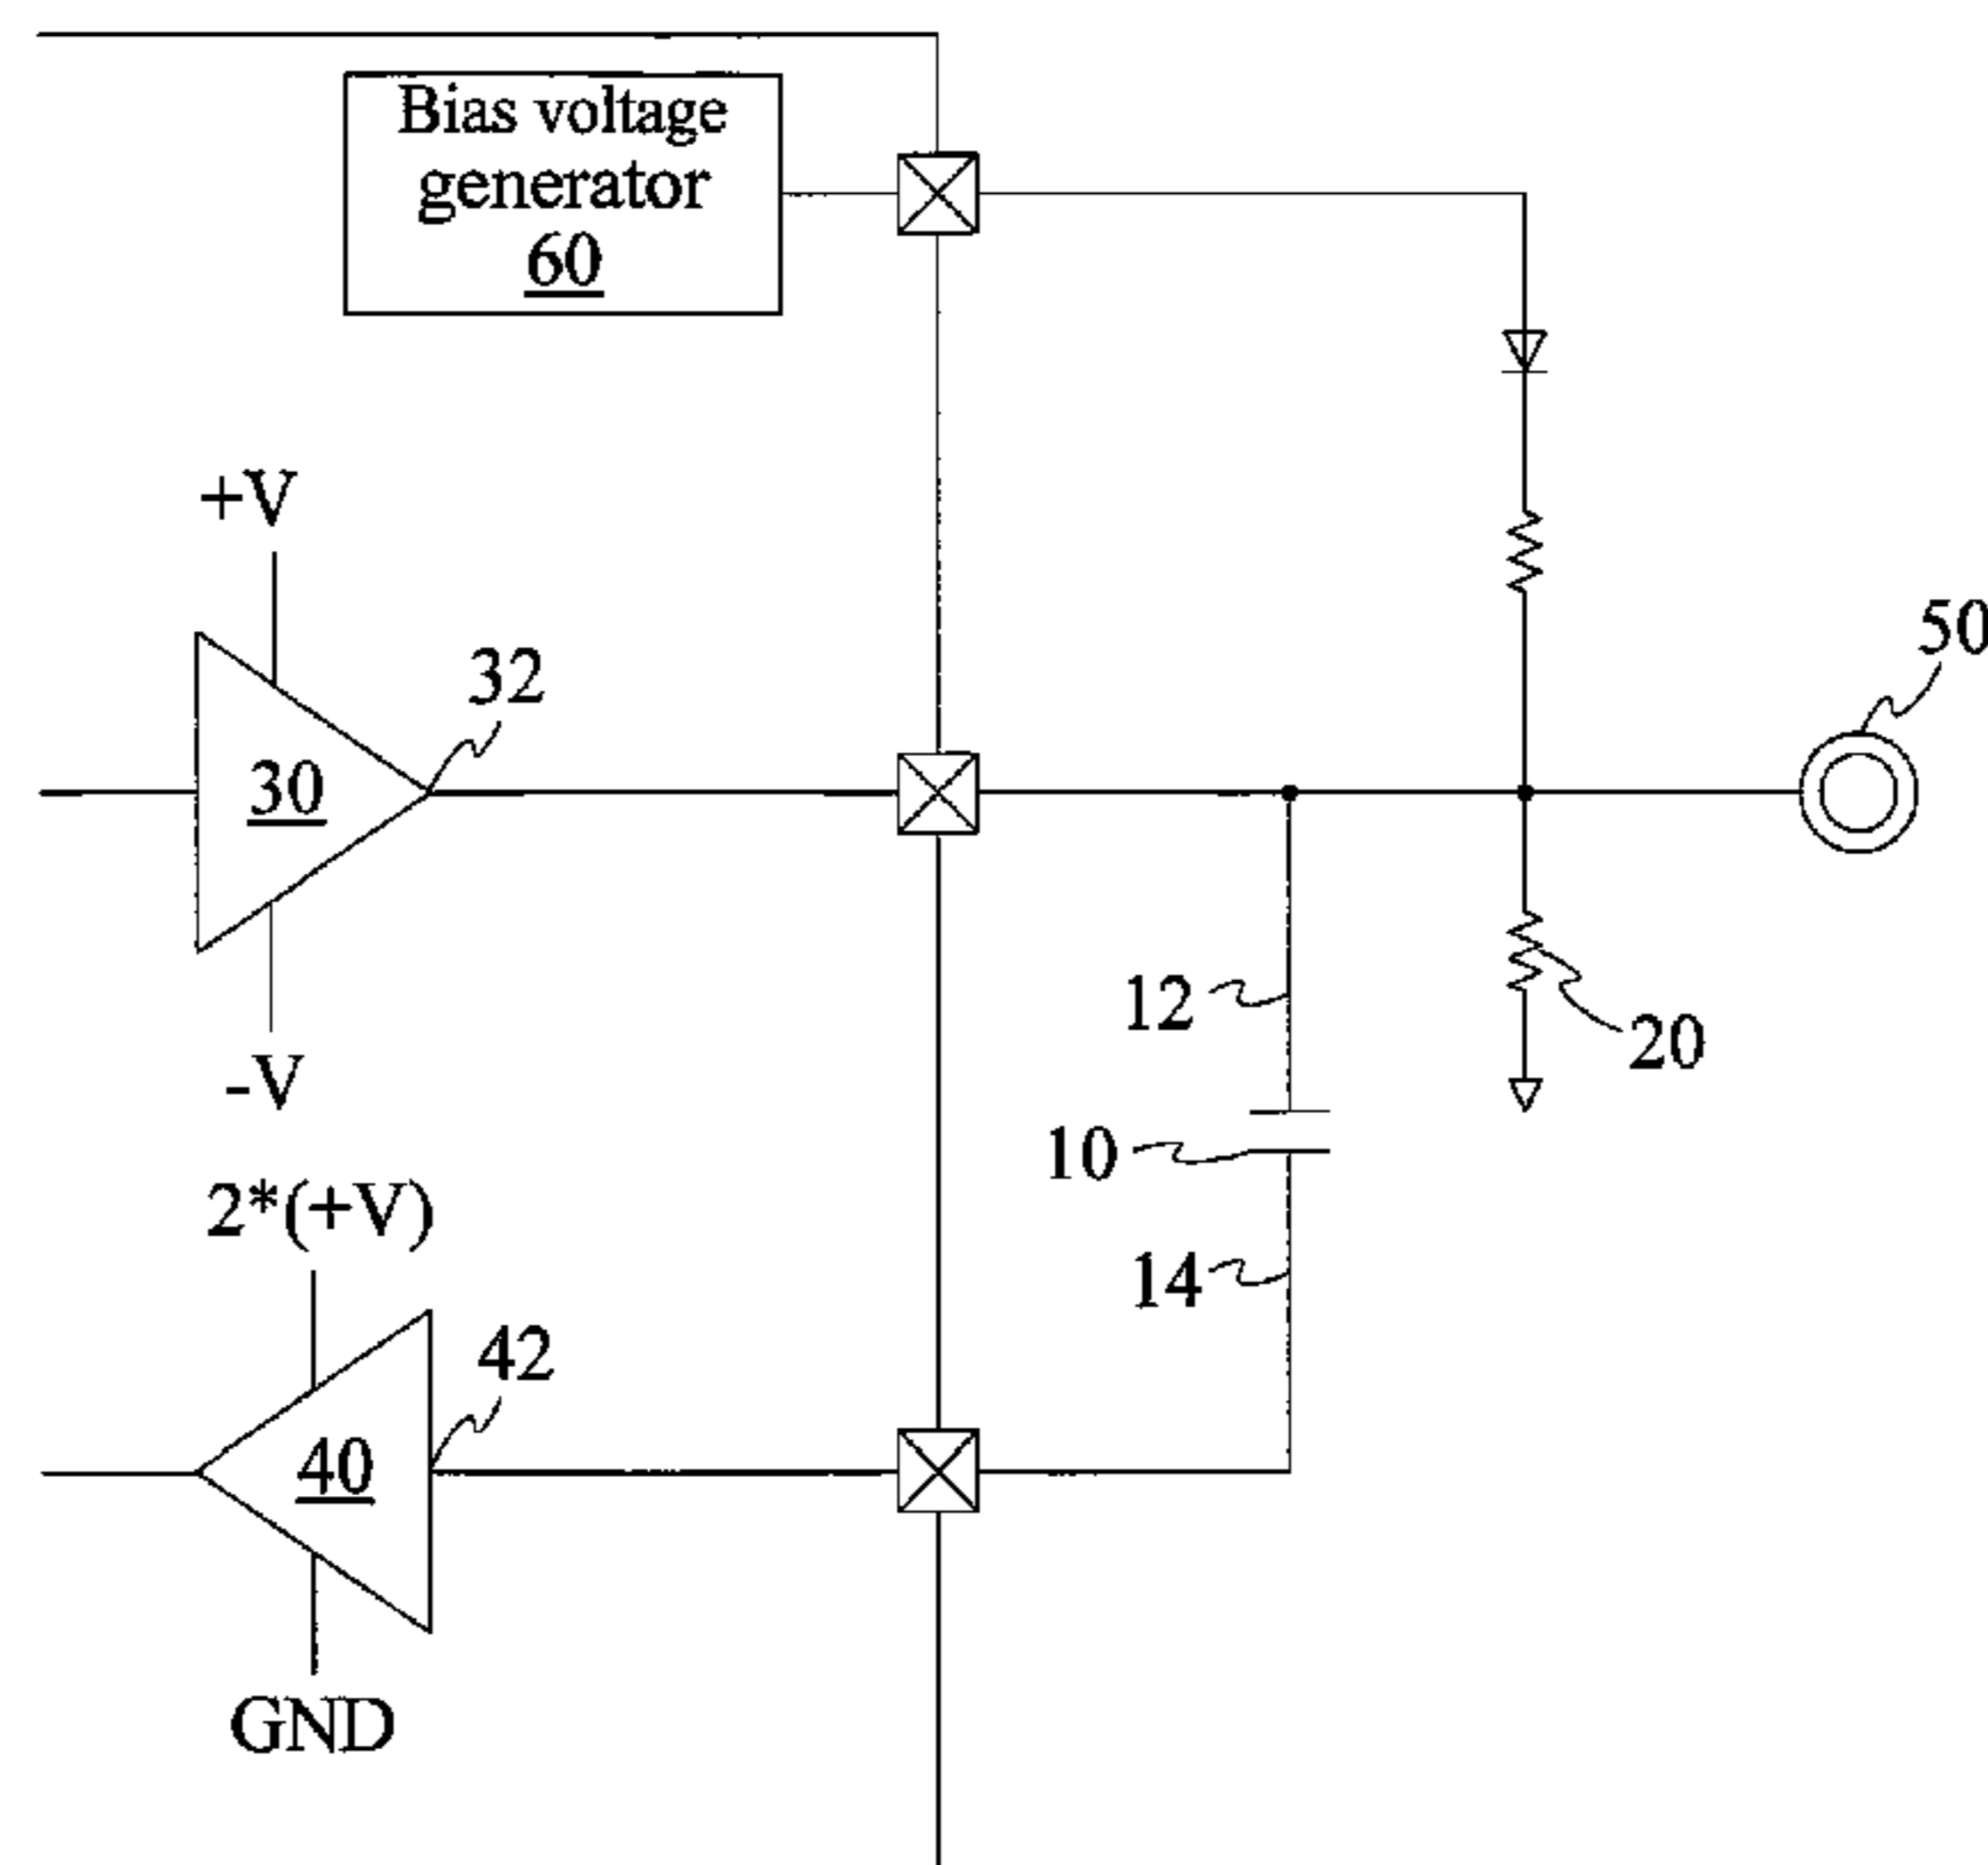 Bias voltage
generator
60
+V
32
50
30
12
20
-V
10
2*(+V)
14
42
40
GND